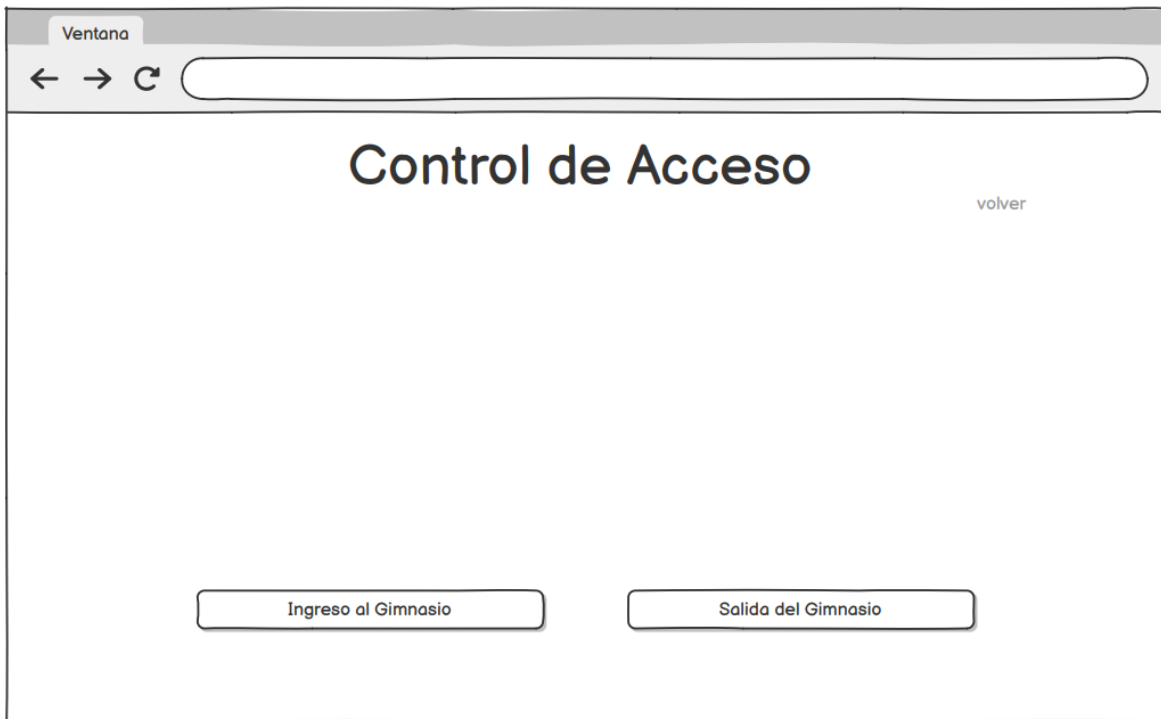 Ventana
Control de Acceso
volver
Ingreso al Gimnasio
Salida del Gimnasio